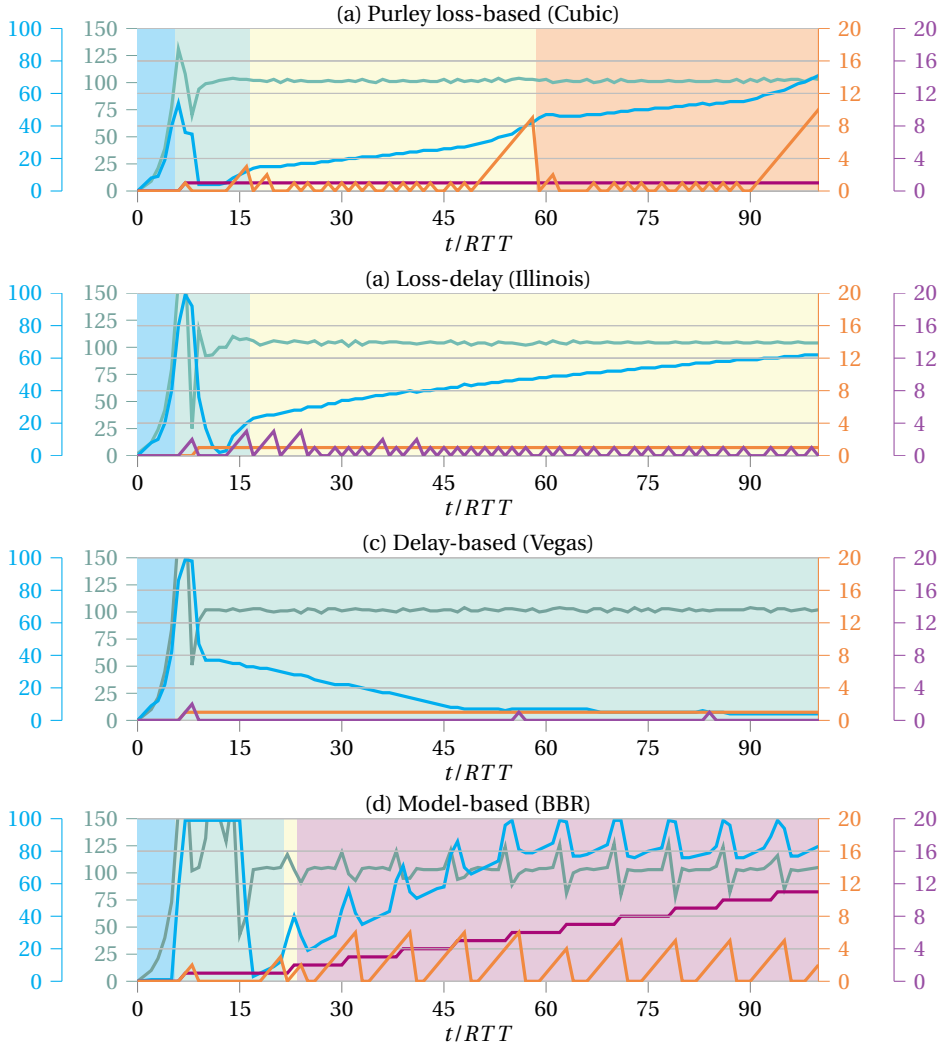 (a) Purley loss-based (Cubic)
100 150 20 20
80 125 16 16
60 100 12 12
75
40 50 8 8
20 25 4 4
0 0 0 0
0 15 30 45 60 75 90
t/RTT
(a) Loss-delay (Illinois)
100 150 20 20
80 125 16 16
60 100 12 12
75
40 50 8 8
20 25 4 4
0 0 0 0
0 15 30 45 60 75 90
t/RTT
(c) Delay-based (Vegas)
100 150 20 20
80 125 16 16
60 100 12 12
75
40 50 8 8
20 25 4 4
0 0 0 0
0 15 30 45 60 75 90
t/RTT
(d) Model-based (BBR)
100 150 20 20
80 125 16 16
60 100 12 12
75
40 50 8 8
20 25 4 4
0 0 0 0
0 15 30 45 60 75 90
t/RTT